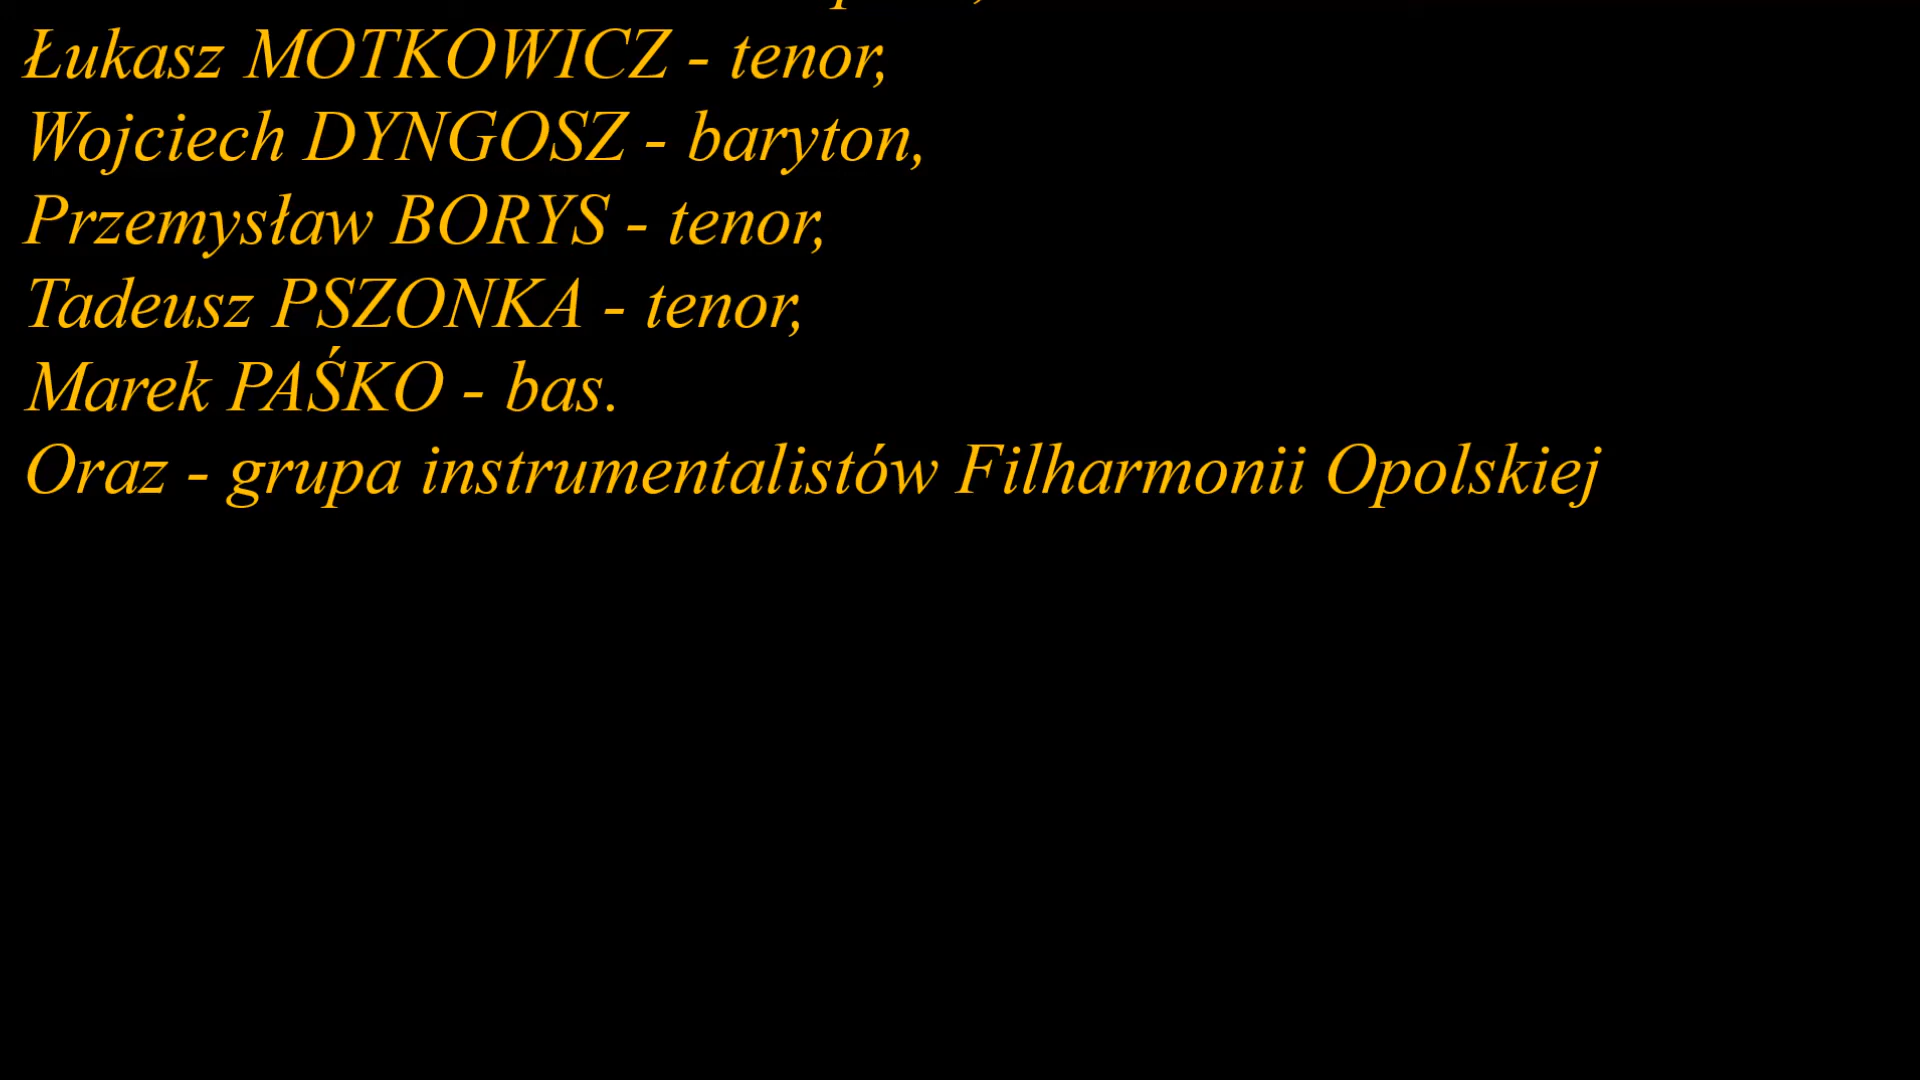 Łukasz MOTKOWICZ - tenor,
Wojciech DYNGOSZ - baryton,
Przemysław BORYS - tenor,
Tadeusz PSZONKA - tenor,
Marek PAŚKO - bas.
Oraz - grupa instrumentalistów Filharmonii Opolskiej